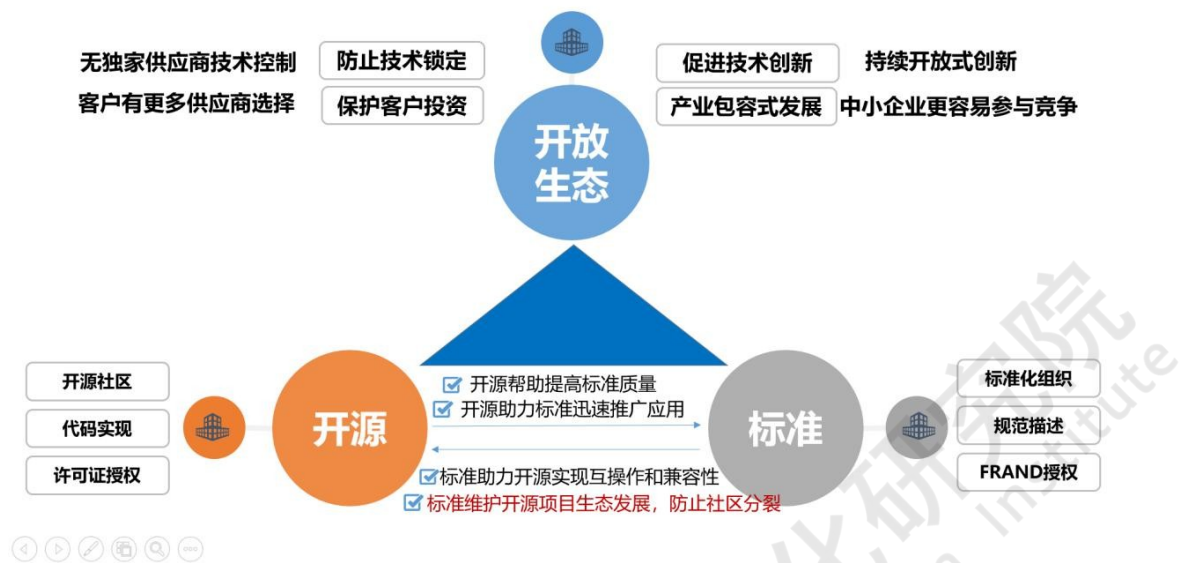 无独家供应商技术控制
防止技术锁定
促进技术创新
持续开放式创新
客户有更多供应商选择
保护客户投资
产业包容式发展
中小企业更容易参与竞争
开放
生态
开源社区
代码实现
许可证授权
开源
开源帮助提高标准质量
开源助力标准迅速推广应用
标准助力开源实现互操作和兼容性
标准维护开源项目生态发展，防止社区分裂
标准
标准化组织
规范描述
FRAND授权
化研究院
Institute